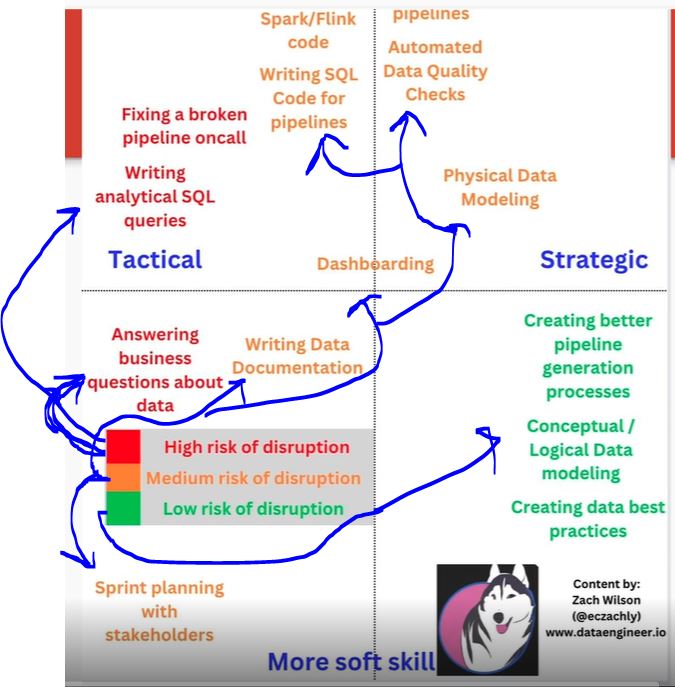 Spark/Flink
code
pipelines
Automated
Data Quality
Checks
Writing SQL
Code for
pipelines
Fixing a broken
pipeline oncall
Writing
analytical SQL
queries
Physical Data
Modeling
Tactical
Dashboarding
Strategic
Answering
business
questions about
data
Writing Data
Documentation
Creating better
pipeline
generation
processes
Conceptual /
Logical Data
modeling
Creating data best
practices
High risk of disruption
Medium risk of disruption
Low risk of disruption
Sprint planning
with
stakeholders
Content by:
Zach Wilson
(@eczachly)
www.dataengineer.io
More soft skill